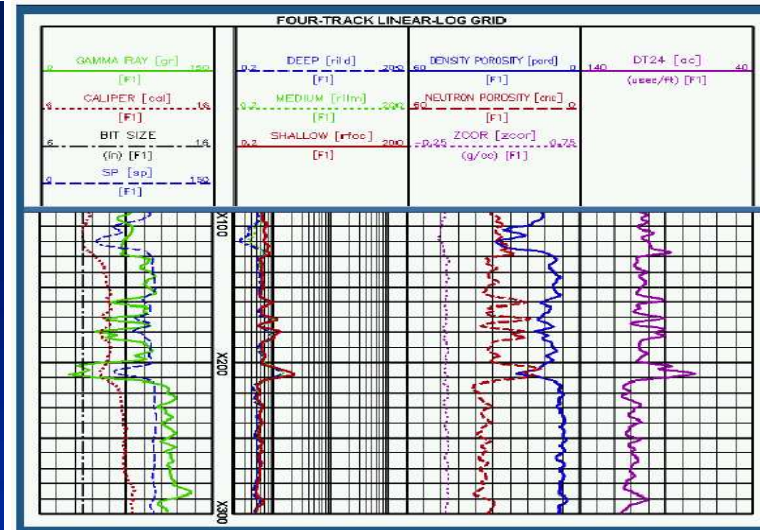 FOUR-TRACK LINEAR-LOG GRID
GAMMA RAY [gr]
0 150
[F1]
CALIPER [cal]
6 16
[F1]
BIT SIZE
6 16
(in) [F1]
SP [sp]
0 150
[F1]
DEEP [rild]
0.2 200
[F1]
MEDIUM [rilm]
0.2 200
[F1]
SHALLOW [rfoc]
0.2 200
[F1]
DENSITY POROSITY [pord]
60 0
[F1]
NEUTRON POROSITY [cnc]
60 0
[F1]
ZCOR [zcor]
-0.25 0.75
(g/cc) [F1]
DT24 [ac]
140 40
(usec/ft) [F1]
X100
X200
X300